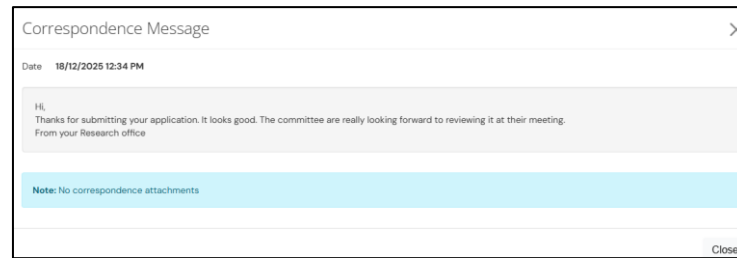 Correspondence Message
Date 18/12/2025 12:34 PM
Hi,
Thanks for submitting your application. It looks good. The committee are really looking forward to reviewing it at their meeting.
From your Research office
Note: No correspondence attachments
Close